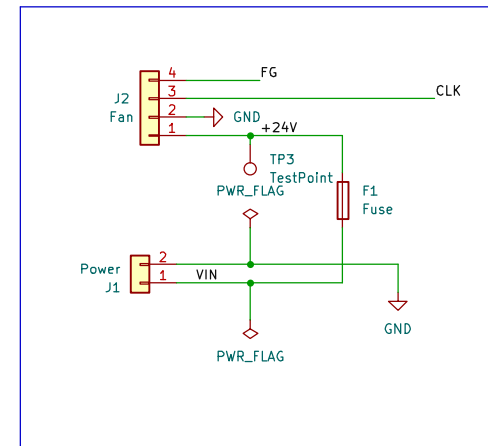 4 FG
J2 3 CLK
Fan 2 GND
1 +24V
TP3
TestPoint
PWR_FLAG
F1
Fuse
Power 2
J1 1 VIN
GND
PWR_FLAG